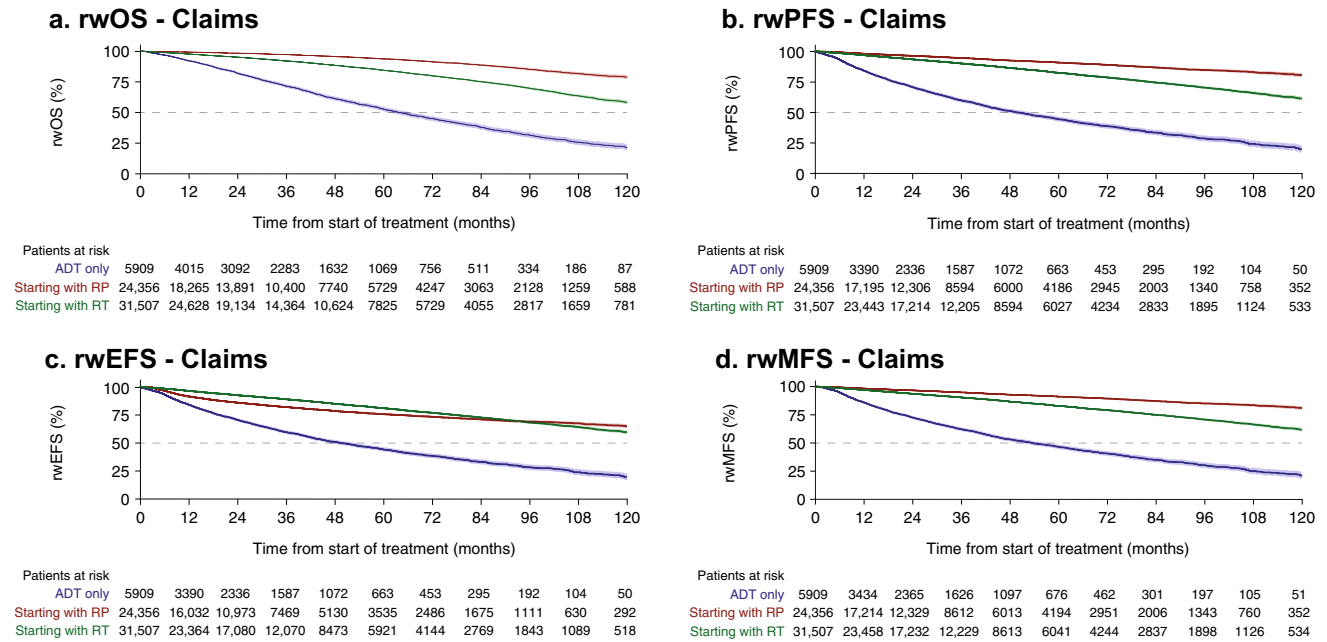 a. rwOS - Claims
100
75
50
25
0
rwOS (%)
0 12 24 36 48 60 72 84 96 108 120
Time from start of treatment (months)
Patients at risk
ADT only 5909 4015 3092 2283 1632 1069 756 511 334 186 87
Starting with RP 24,356 18,265 13,891 10,400 7740 5729 4247 3063 2128 1259 588
Starting with RT 31,507 24,628 19,134 14,364 10,624 7825 5729 4055 2817 1659 781
b. rwPFS - Claims
100
75
50
25
0
rwPFS (%)
0 12 24 36 48 60 72 84 96 108 120
Time from start of treatment (months)
Patients at risk
ADT only 5909 3390 2336 1587 1072 663 453 295 192 104 50
Starting with RP 24,356 17,195 12,306 8594 6000 4186 2945 2003 1340 758 352
Starting with RT 31,507 23,443 17,214 12,205 8594 6027 4234 2833 1895 1124 533
c. rwEFS - Claims
100
75
50
25
0
rwEFS (%)
0 12 24 36 48 60 72 84 96 108 120
Time from start of treatment (months)
Patients at risk
ADT only 5909 3390 2336 1587 1072 663 453 295 192 104 50
Starting with RP 24,356 16,032 10,973 7469 5130 3535 2486 1675 1111 630 292
Starting with RT 31,507 23,364 17,080 12,070 8473 5921 4144 2769 1843 1089 518
d. rwMFS - Claims
100
75
50
25
0
rwMFS (%)
0 12 24 36 48 60 72 84 96 108 120
Time from start of treatment (months)
Patients at risk
ADT only 5909 3434 2365 1626 1097 676 462 301 197 105 51
Starting with RP 24,356 17,214 12,329 8612 6013 4194 2951 2006 1343 760 352
Starting with RT 31,507 23,458 17,232 12,229 8613 6041 4244 2837 1898 1126 534